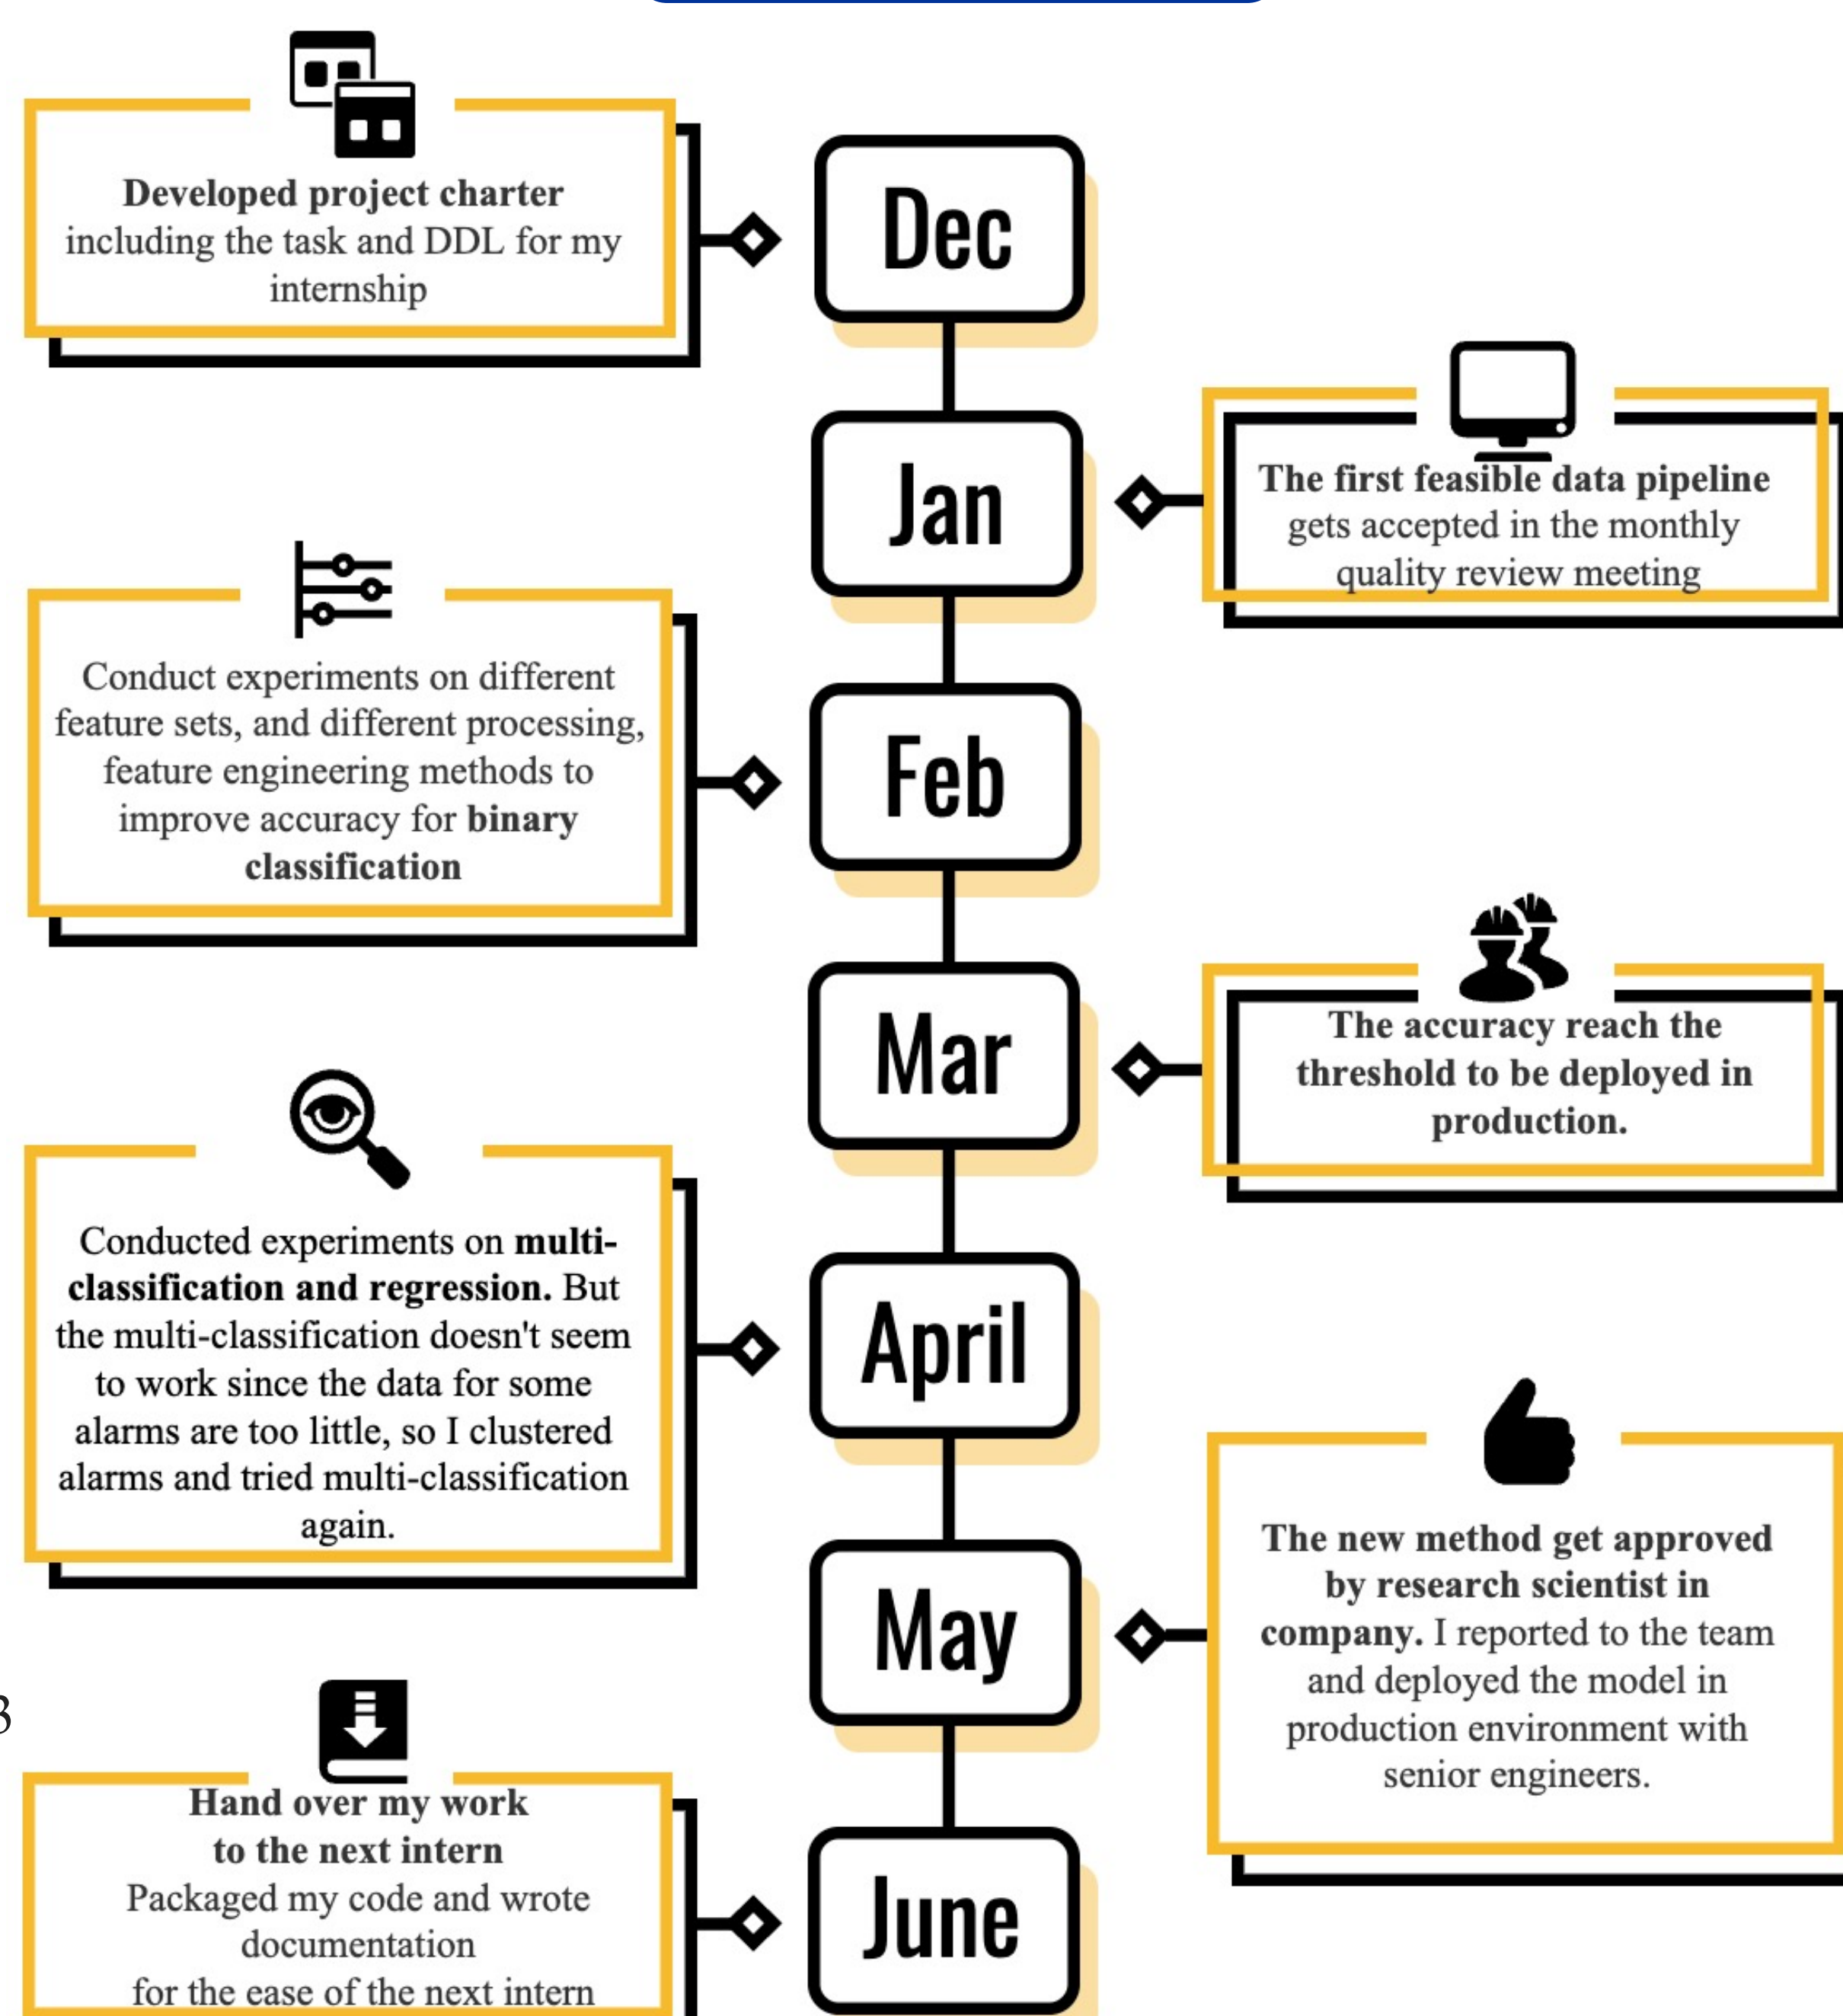 Developed project charter
including the task and DDL for my
internship
Dec
Jan
The first feasible data pipeline
gets accepted in the monthly
quality review meeting
Conduct experiments on different
feature sets, and different processing,
feature engineering methods to
improve accuracy for binary
classification
Feb
Mar
The accuracy reach the
threshold to be deployed in
production.
Conducted experiments on multi-
classification and regression. But
the multi-classification doesn't seem
to work since the data for some
alarms are too little, so I clustered
alarms and tried multi-classification
again.
April
May
The new method get approved
by research scientist in
company. I reported to the team
and deployed the model in
production environment with
senior engineers.
3
Hand over my work
to the next intern
Packaged my code and wrote
documentation
for the ease of the next intern
June